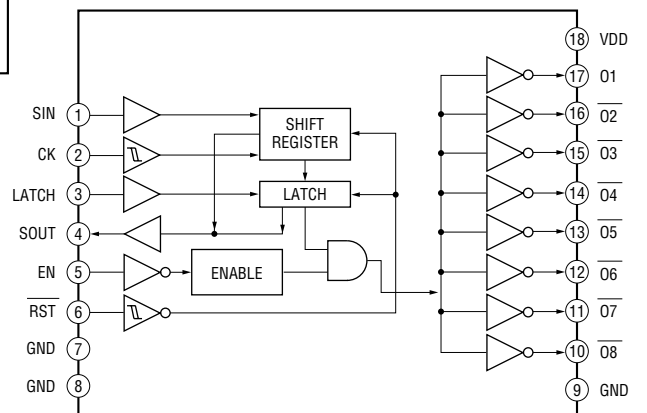 SIN 1
CK 2
LATCH 3
SOUT 4
EN 5
RST 6
GND 7
GND 8
SHIFT
REGISTER
LATCH
ENABLE
18 VDD
17 O1
16 O2
15 O3
14 O4
13 O5
12 O6
11 O7
10 O8
9 GND